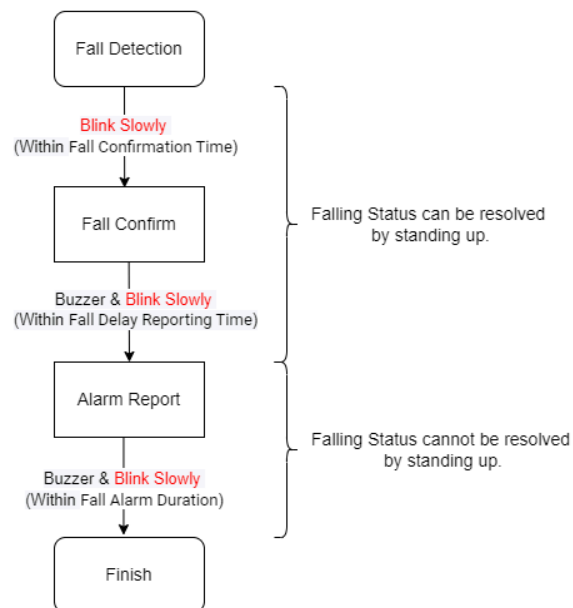 Fall Detection
Blink Slowly
(Within Fall Confirmation Time)
Fall Confirm
Falling Status can be resolved
by standing up.
Buzzer & Blink Slowly
(Within Fall Delay Reporting Time)
Alarm Report
Falling Status cannot be resolved
by standing up.
Buzzer & Blink Slowly
(Within Fall Alarm Duration)
Finish